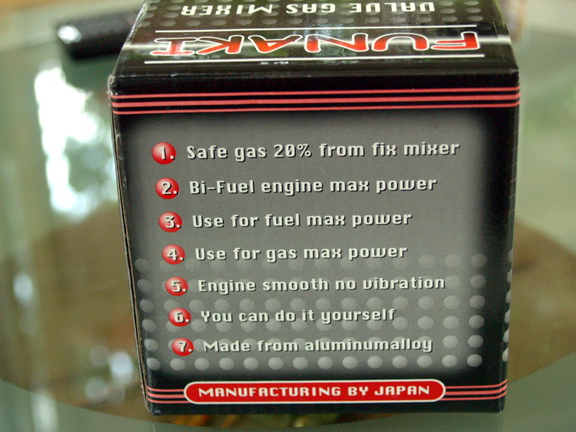 VALUE GAS MIXER
FUNAKI
1. Safe gas 20% from fix mixer
2. Bi-Fuel engine max power
3. Use for fuel max power
4. Use for gas max power
5. Engine smooth no vibration
6. You can do it yourself
7. Made from aluminumalloy
MANUFACTURING BY JAPAN